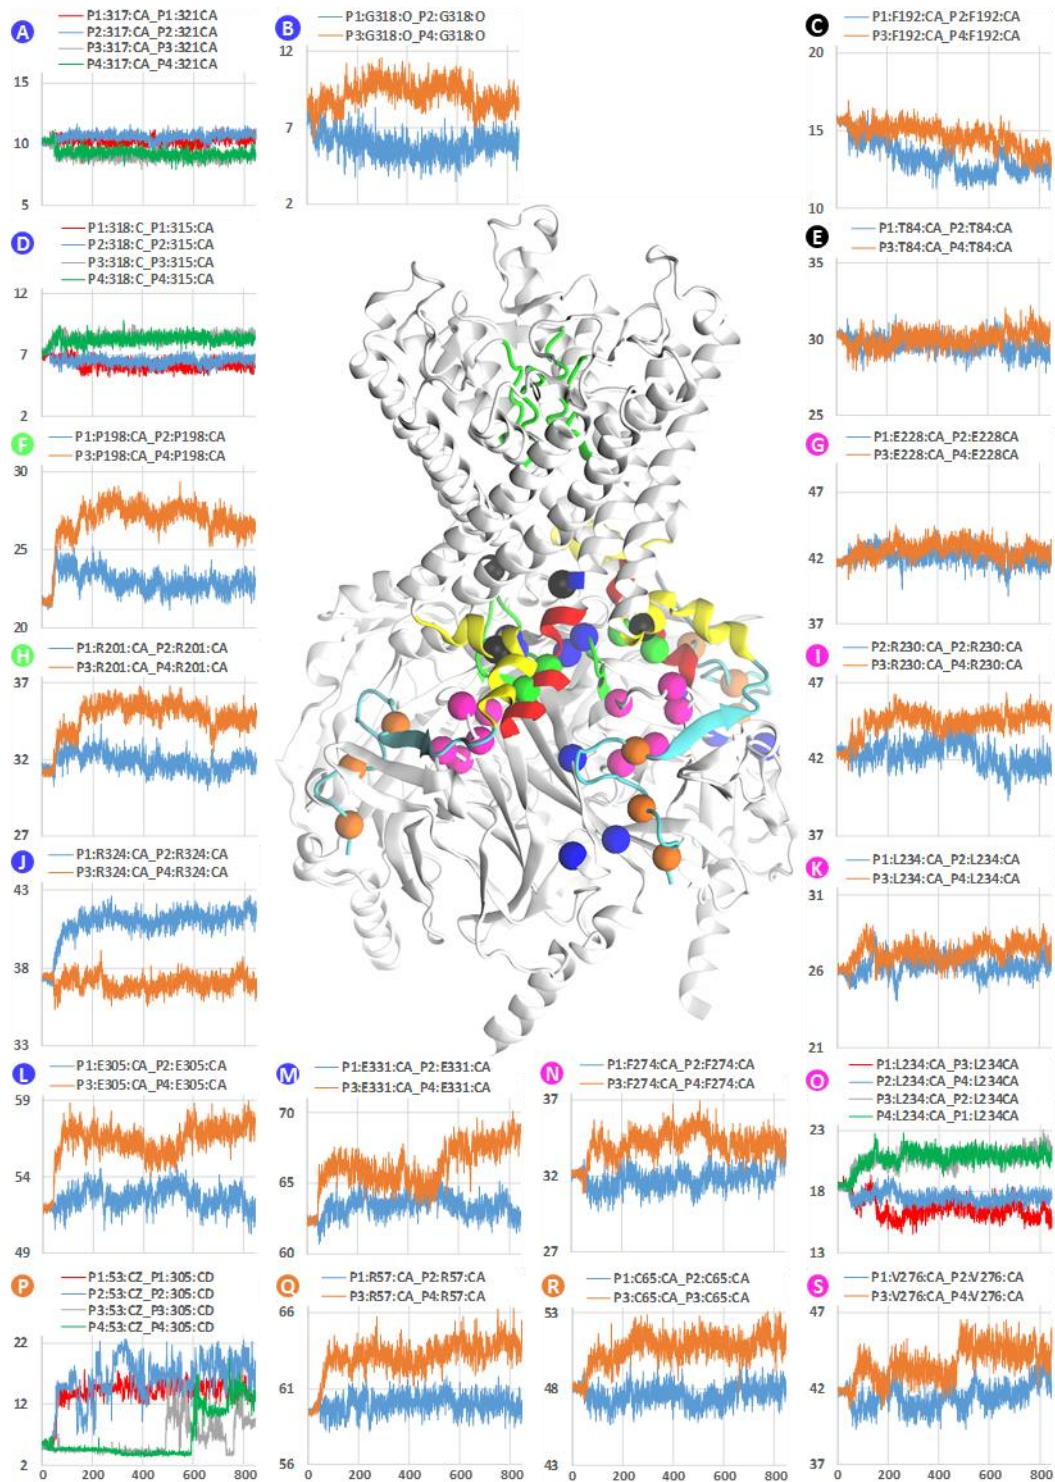 A
P1:317:CA_P1:321CA
P2:317:CA_P2:321CA
P3:317:CA_P3:321CA
P4:317:CA_P4:321CA
15
10
5
B
P1:G318:O_P2:G318:O
P3:G318:O_P4:G318:O
12
7
2
C
P1:F192:CA_P2:F192:CA
P3:F192:CA_P4:F192:CA
20
15
10
D
P1:318:C_P1:315:CA
P2:318:C_P2:315:CA
P3:318:C_P3:315:CA
P4:318:C_P4:315:CA
12
7
2
E
P1:T84:CA_P2:T84:CA
P3:T84:CA_P4:T84:CA
35
30
25
F
P1:P198:CA_P2:P198:CA
P3:P198:CA_P4:P198:CA
30
25
20
G
P1:E228:CA_P2:E228CA
P3:E228:CA_P4:E228CA
47
42
37
H
P1:R201:CA_P2:R201:CA
P3:R201:CA_P4:R201:CA
37
32
27
I
P2:R230:CA_P2:R230:CA
P3:R230:CA_P4:R230:CA
47
42
37
J
P1:R324:CA_P2:R324:CA
P3:R324:CA_P4:R324:CA
43
38
33
K
P1:L234:CA_P2:L234:CA
P3:L234:CA_P4:L234:CA
31
26
21
L
P1:E305:CA_P2:E305:CA
P3:E305:CA_P4:E305:CA
59
54
49
M
P1:E331:CA_P2:E331:CA
P3:E331:CA_P4:E331:CA
70
65
60
N
P1:F274:CA_P2:F274:CA
P3:F274:CA_P4:F274:CA
37
32
27
O
P1:L234:CA_P3:L234CA
P2:L234:CA_P4:L234CA
P3:L234:CA_P2:L234CA
P4:L234:CA_P1:L234CA
23
18
13
P
P1:53:CZ_P1:305:CD
P2:53:CZ_P2:305:CD
P3:53:CZ_P3:305:CD
P4:53:CZ_P4:305:CD
22
12
2
0 200 400 600 800
Q
P1:R57:CA_P2:R57:CA
P3:R57:CA_P4:R57:CA
66
61
56
0 200 400 600 800
R
P1:C65:CA_P2:C65:CA
P3:C65:CA_P3:C65:CA
53
48
43
0 200 400 600 800
S
P1:V276:CA_P2:V276:CA
P3:V276:CA_P4:V276:CA
47
42
37
0 200 400 600 800